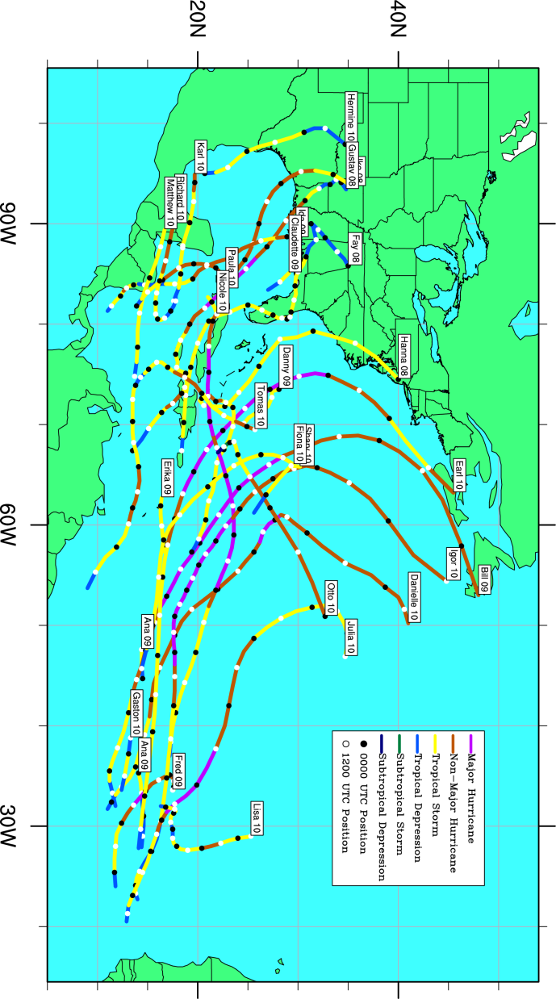 20N
40N
90W
60W
30W
Hermine 10
Gustav 08
Karl 10
Richard 10
Matthew 10
Claudette 09
Fay 08
Paula 10
Nicole 10
Hanna 08
Danny 09
Tomas 10
Fiona 10
Earl 10
Erika 09
Igor 10
Bill 09
Danielle 10
Otto 10
Julia 10
Ana 09
Gaston 10
Ana 09
Fred 09
Lisa 10
Major Hurricane
Non-Major Hurricane
Tropical Storm
Tropical Depression
Subtropical Storm
Subtropical Depression
0000 UTC Position
1200 UTC Position